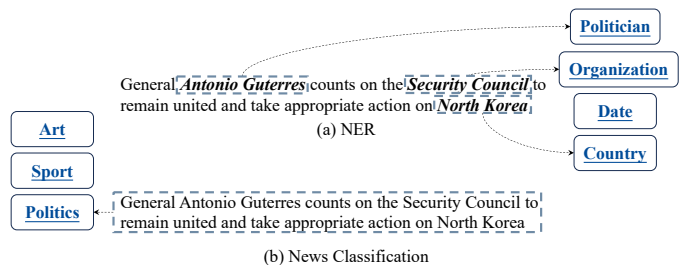 Politician
Organization
General Antonio Guterres counts on the Security Council to
remain united and take appropriate action on North Korea
Date
(a) NER
Country
Art
Sport
Politics
General Antonio Guterres counts on the Security Council to
remain united and take appropriate action on North Korea
(b) News Classification